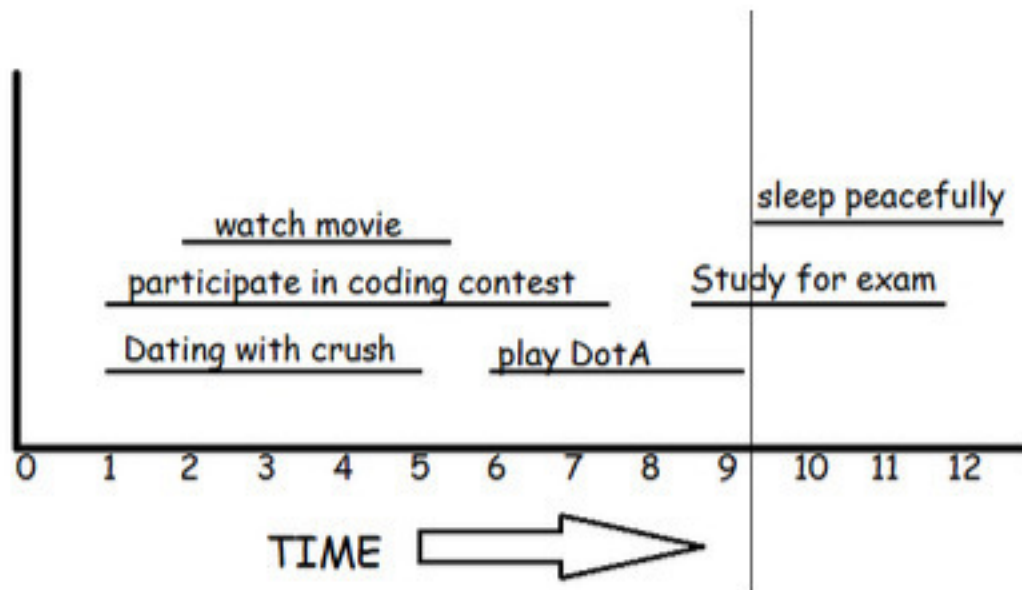 sleep peacefully
watch movie
participate in coding contest
Study for exam
Dating with crush
play DotA
0 1 2 3 4 5 6 7 8 9 10 11 12
TIME